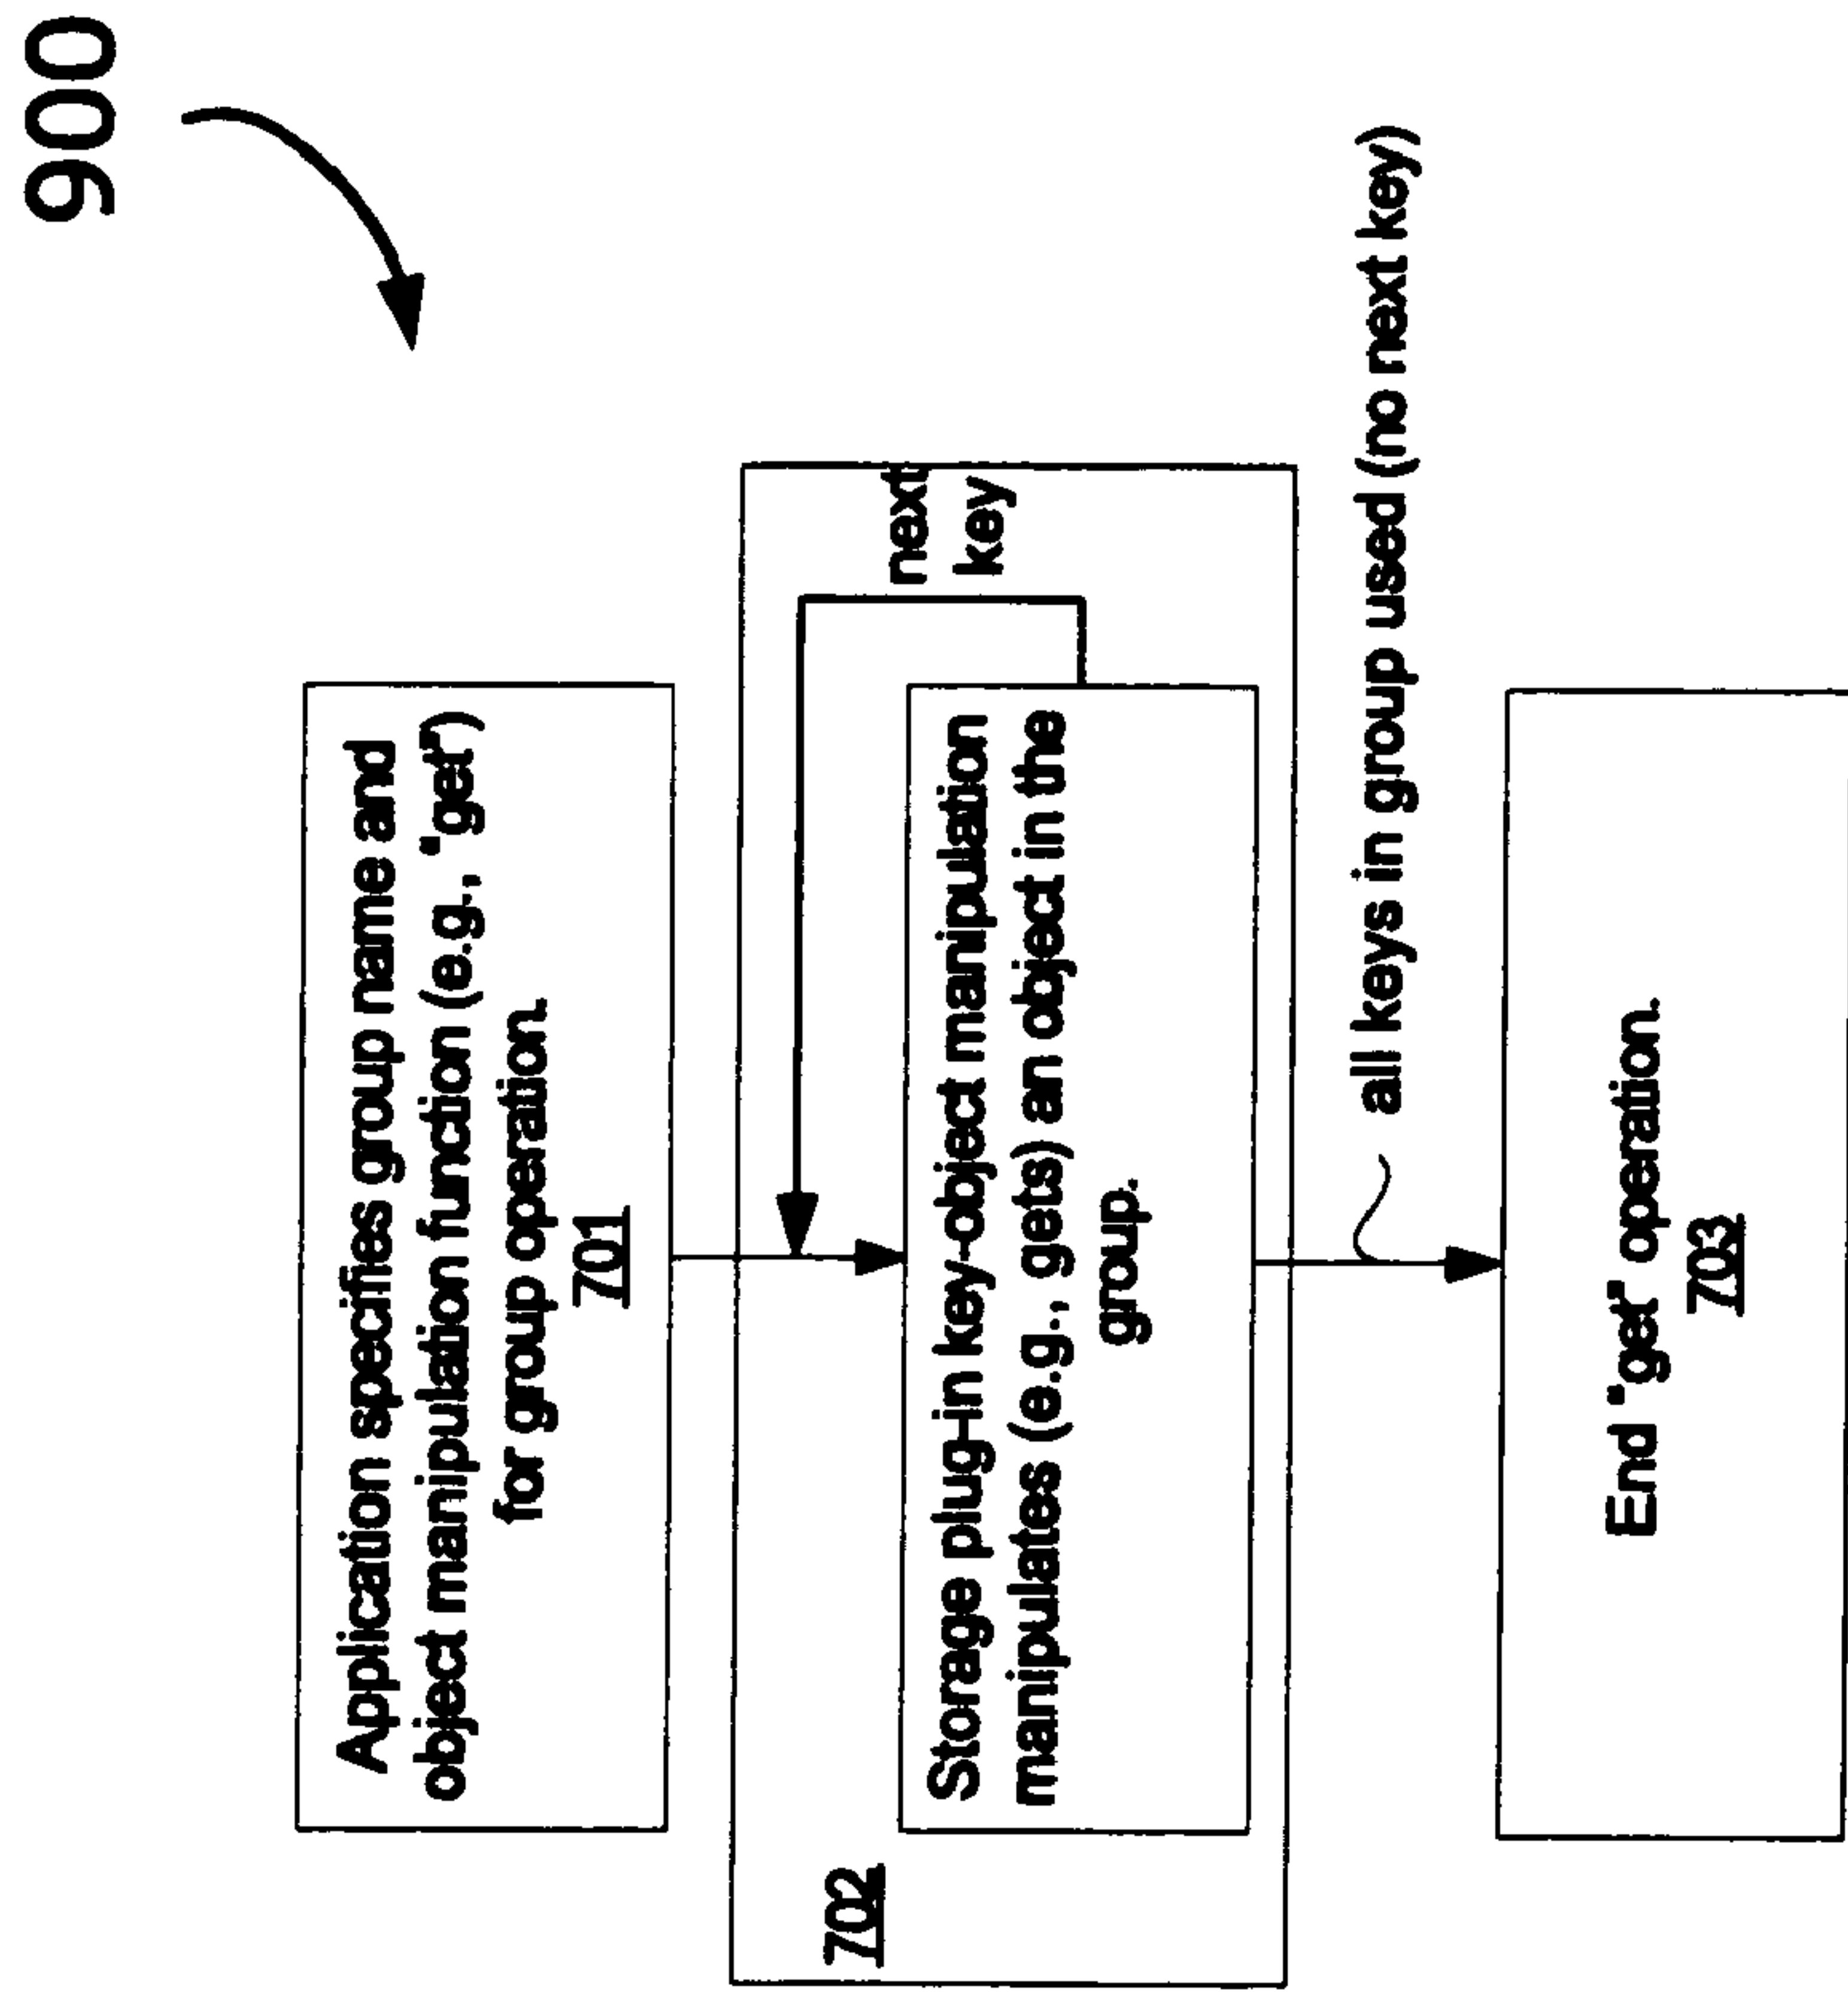 900
Application specifies group name and
object manipulation function (e.g., "get")
for group operation.
701
702
next
key
Storage plug-in key-object manipulation
manipulates (e.g., gets) an object in the
group.
all keys in group used (no next key)
End "get" operation.
703